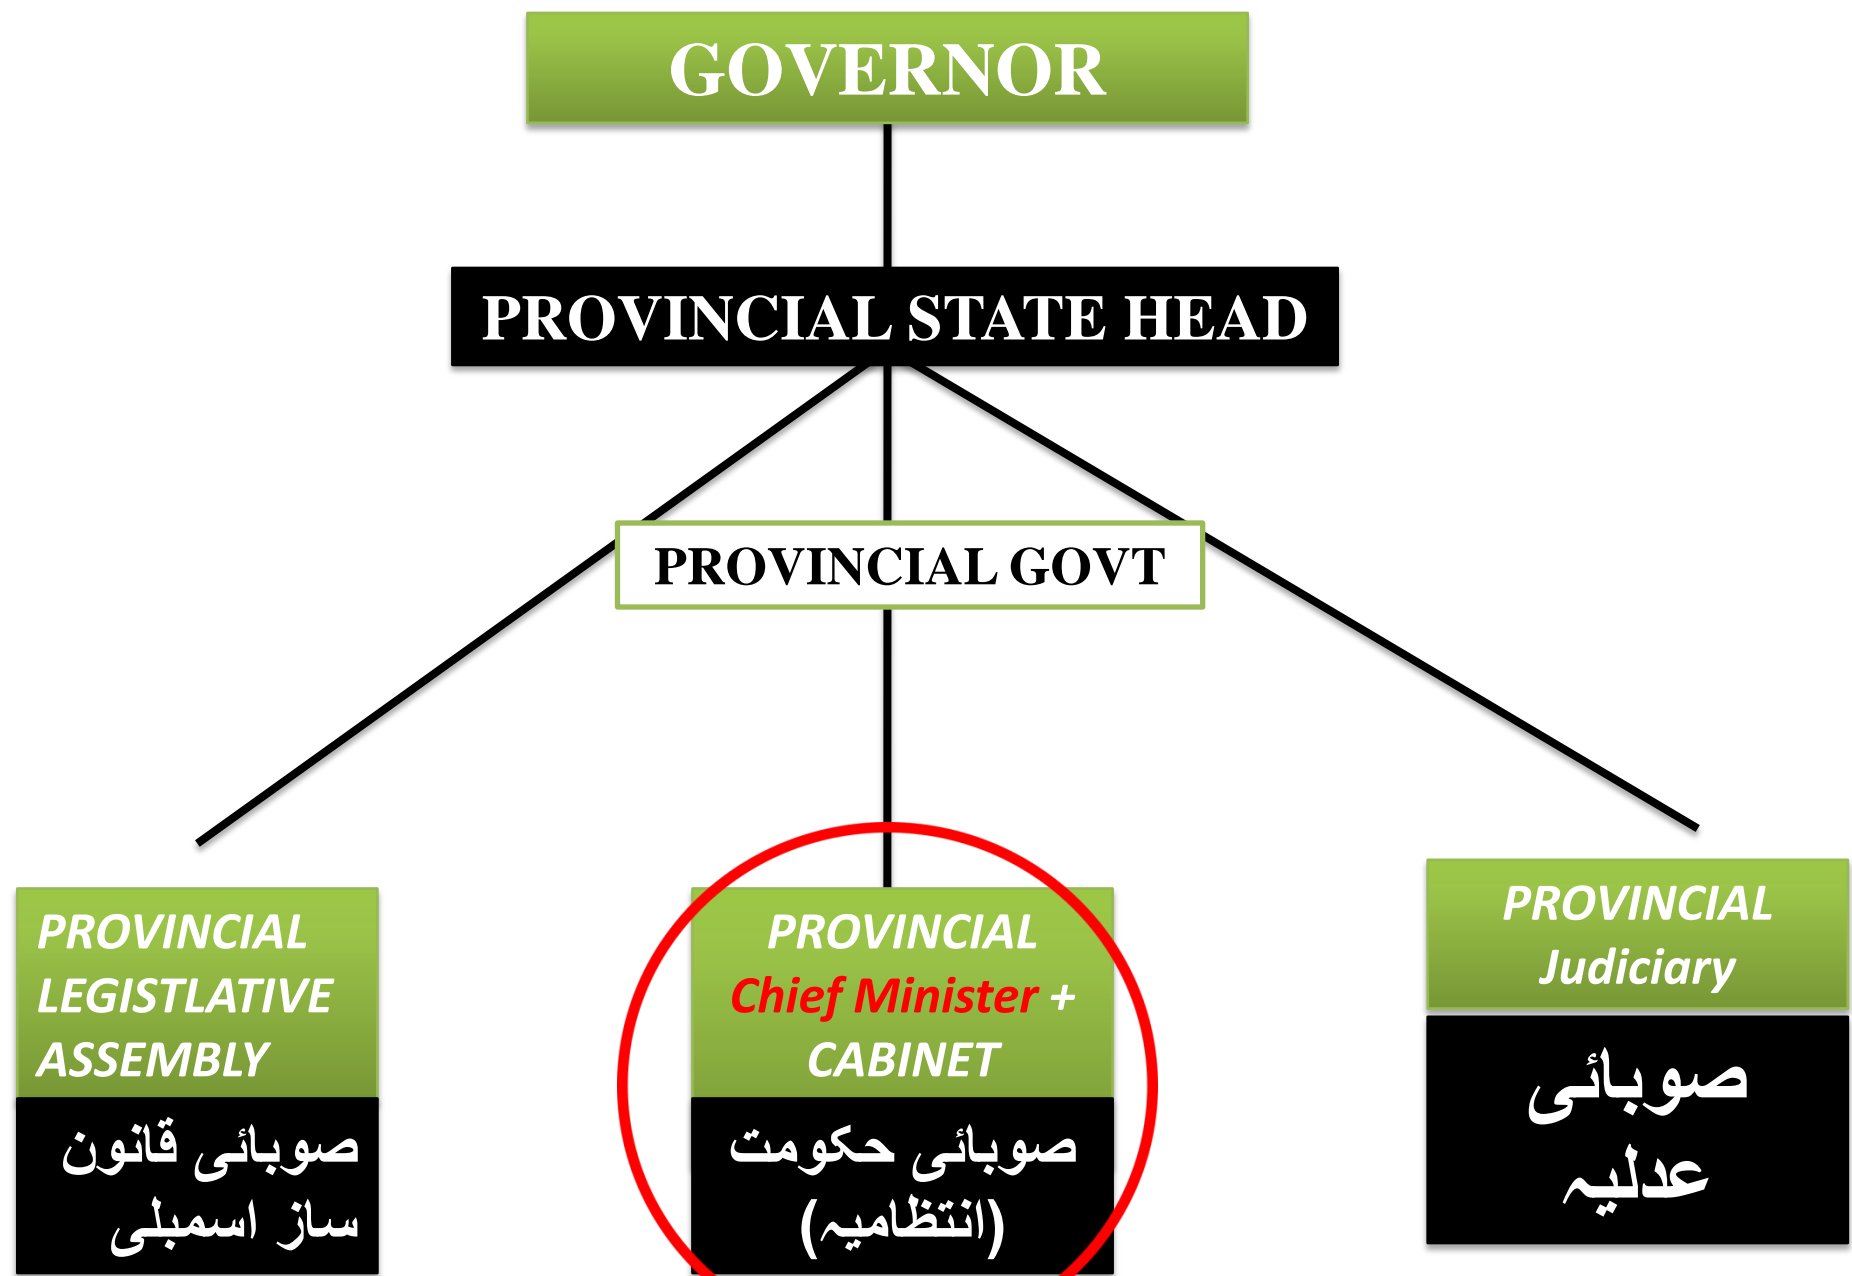 GOVERNOR
PROVINCIAL STATE HEAD
PROVINCIAL GOVT
PROVINCIAL
LEGISTLATIVE
ASSEMBLY
صوبائی قانون
ساز اسمبلی
PROVINCIAL
Chief Minister +
CABINET
صوبائی حکومت
(انتظامیہ)
PROVINCIAL
Judiciary
صوبائی
عدلیہ